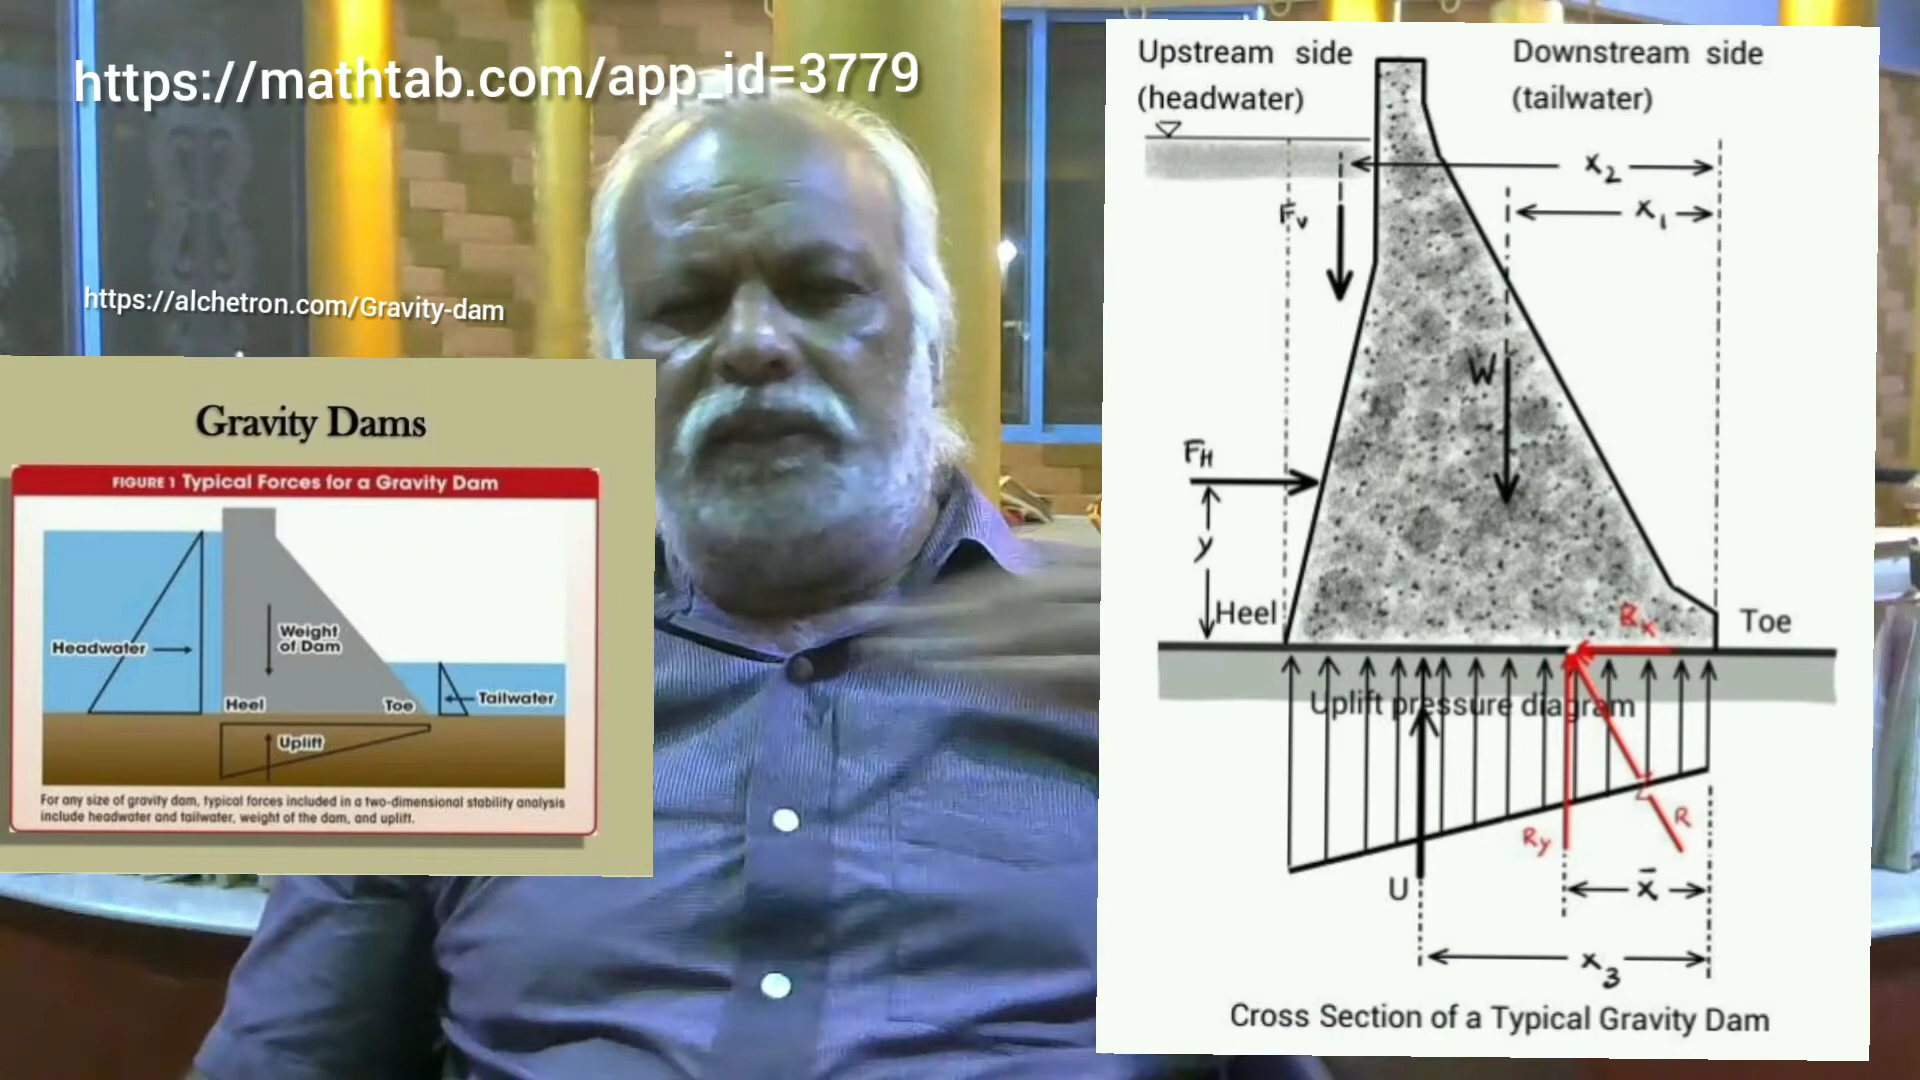 https://mathtab.com/app_id=3779
https://alchetron.com/Gravity-dam
Gravity Dams
FIGURE 1 Typical Forces for a Gravity Dam
Headwater
Weight
of Dam
Heel
Toe
Tailwater
Uplift
For any size of gravity dam, typical forces included in a two-dimensional stability analysis
include headwater and tailwater, weight of the dam, and uplift.
Upstream side
(headwater)
Downstream side
(tailwater)
x₂
x₁
Fv
W
FH
y
Heel
Rx
Toe
Uplift pressure diagram
Ry
R
U
x̄
x₃
Cross Section of a Typical Gravity Dam